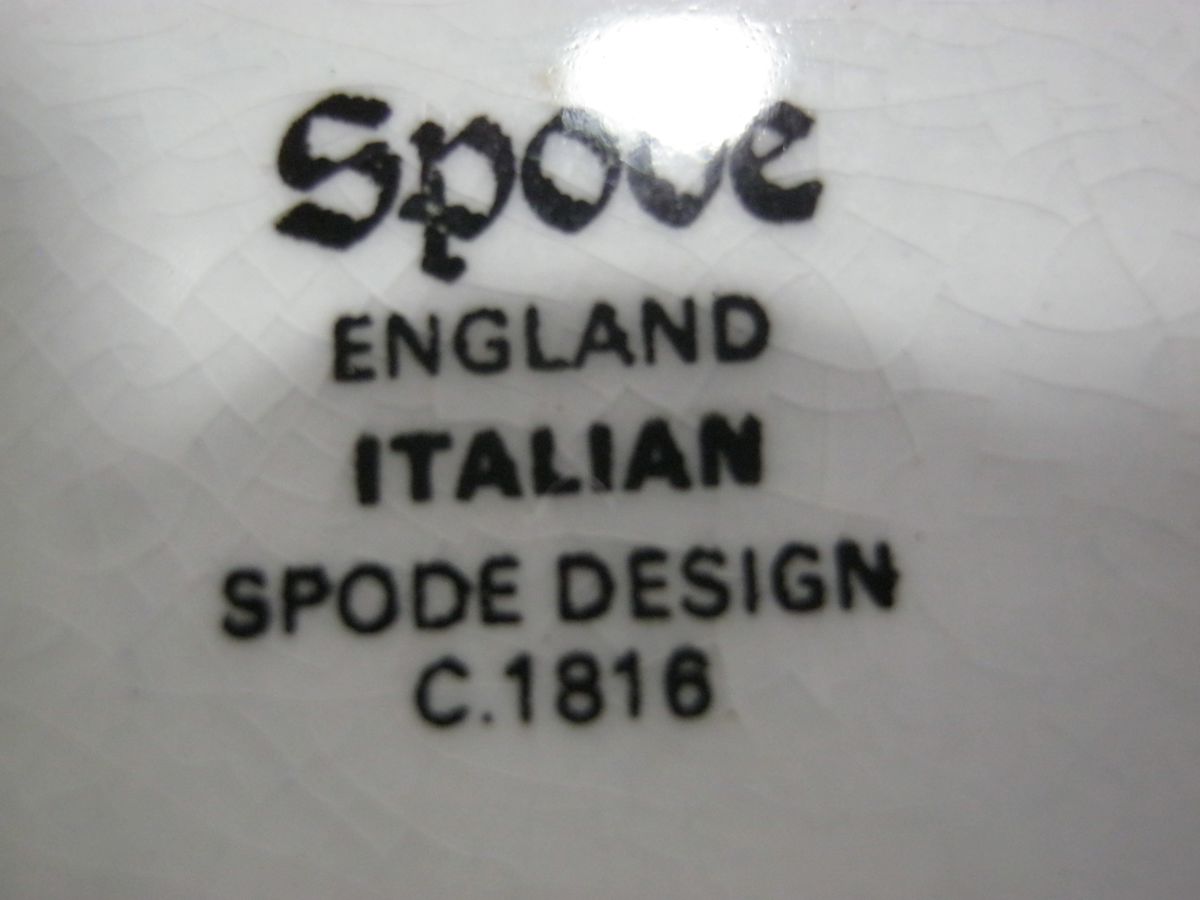 Spode
ENGLAND
ITALIAN
SPODE DESIGN
C.1816